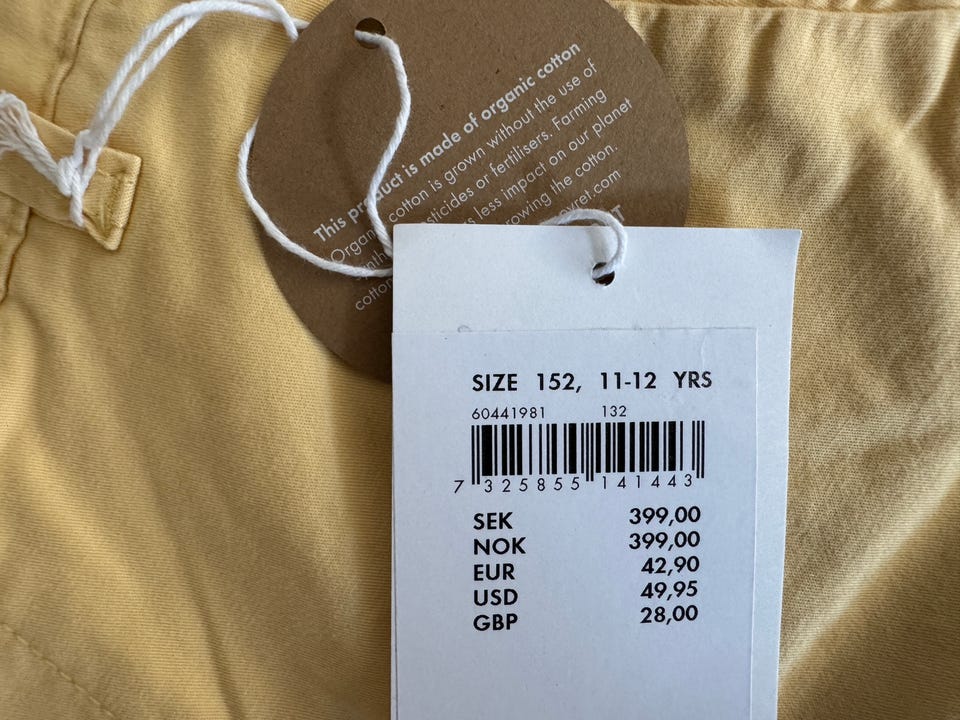 This product is made of organic cotton
Organic cotton is grown without the use of
pesticides or fertilisers. Farming
less impact on our planet
growing the cotton.
SIZE 152, 11-12 YRS
60441981 132
7 325855 141443
SEK 399,00
NOK 399,00
EUR 42,90
USD 49,95
GBP 28,00